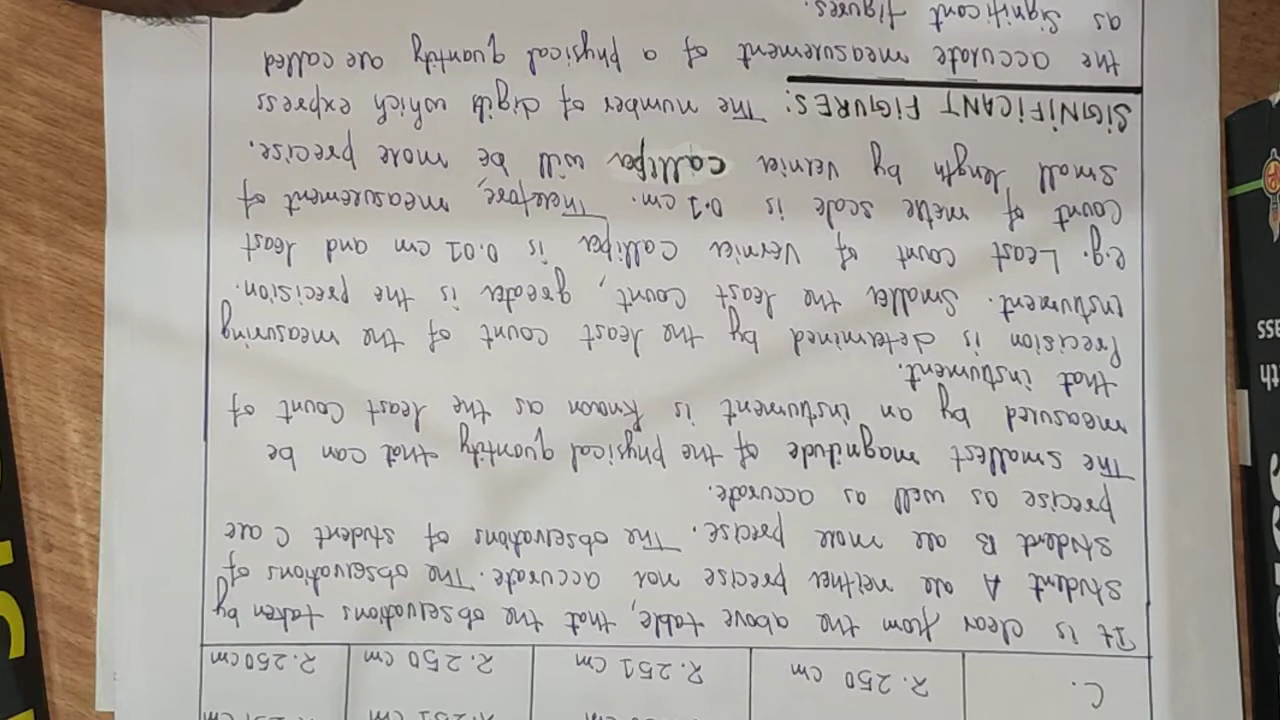 C. 2.250 cm 2.251 cm 2.250 cm 2.250cm
It is clear from the above table, that the observations taken by
Student A are neither precise nor accurate. The observations of
Student B are more precise. The observations of student C are
precise as well as accurate.
The smallest magnitude of the physical quantity that can be
measured by an instrument is known as the least count of
that instrument.
Precision is determined by the least count of the measuring
instrument. Smaller the least count, greater is the precision.
e.g. Least count of Vernier Calliper is 0.01 cm and least
Count of metre scale is 0.1 cm. Therefore, measurement of
Small length by vernier calliper will be more precise.
SIGNIFICANT FIGURES: The number of digits which express
the accurate measurement of a physical quantity are called
as significant figures.